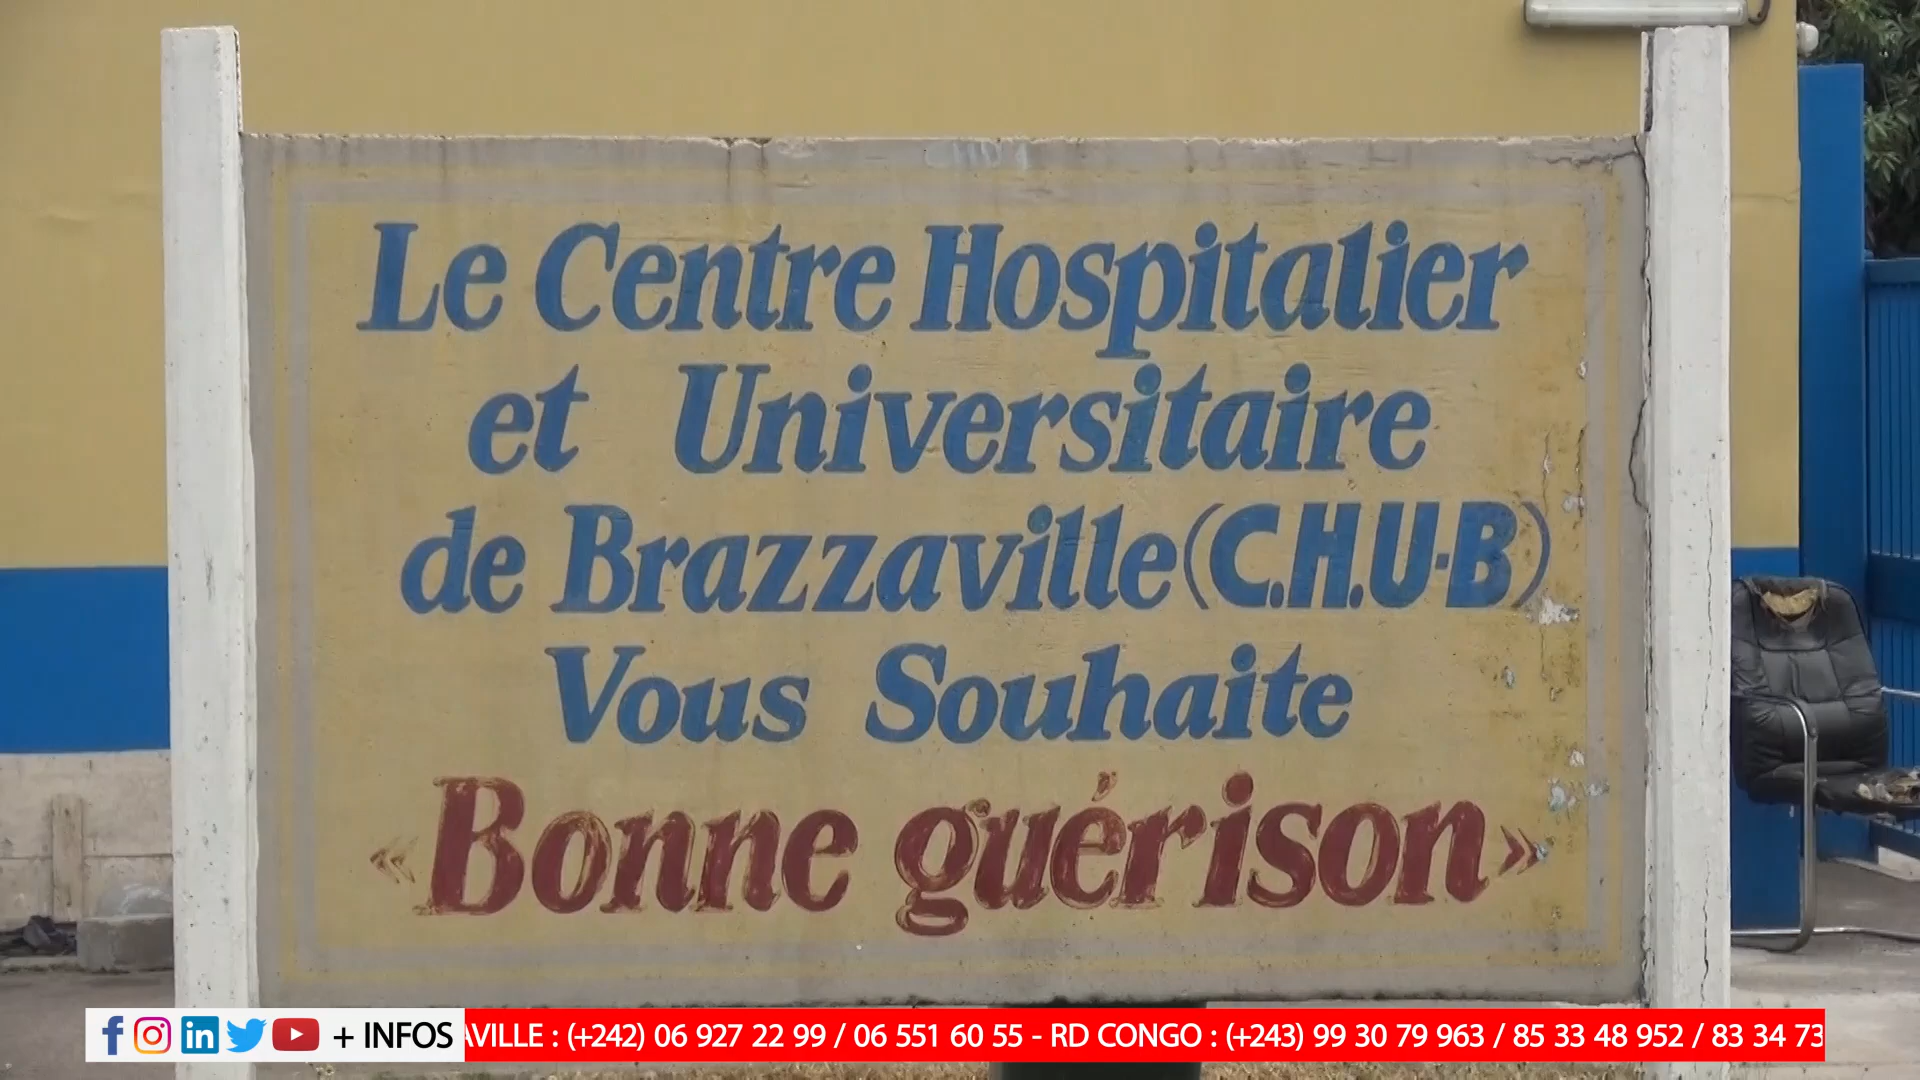 Le Centre Hospitalier
et Universitaire
de Brazzaville (C.H.U-B)
Vous Souhaite
«Bonne guérison»
+ INFOS AVILLE : (+242) 06 927 22 99 / 06 551 60 55 - RD CONGO : (+243) 99 30 79 963 / 85 33 48 952 / 83 34 73